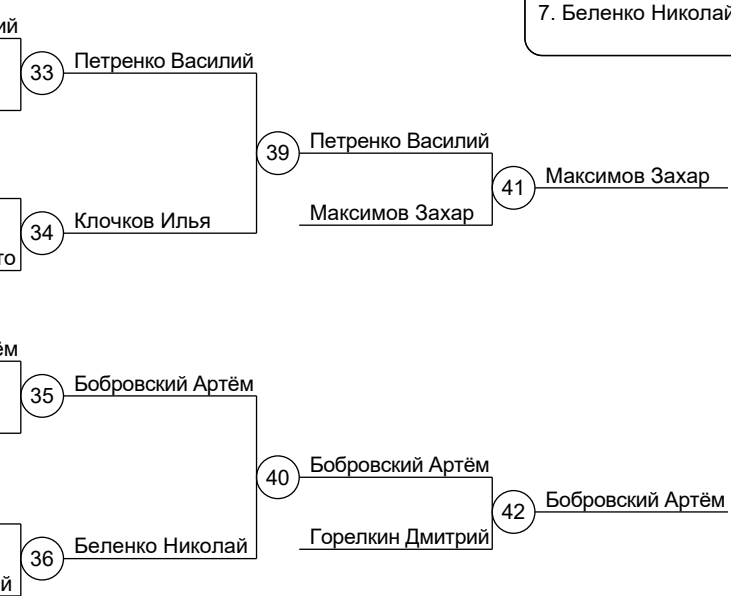 7. Беленко Николай
33
Петренко Василий
39
Петренко Василий
41
Максимов Захар
Максимов Захар
34
Клочков Илья
35
Бобровский Артём
40
Бобровский Артём
42
Бобровский Артём
Горелкин Дмитрий
36
Беленко Николай